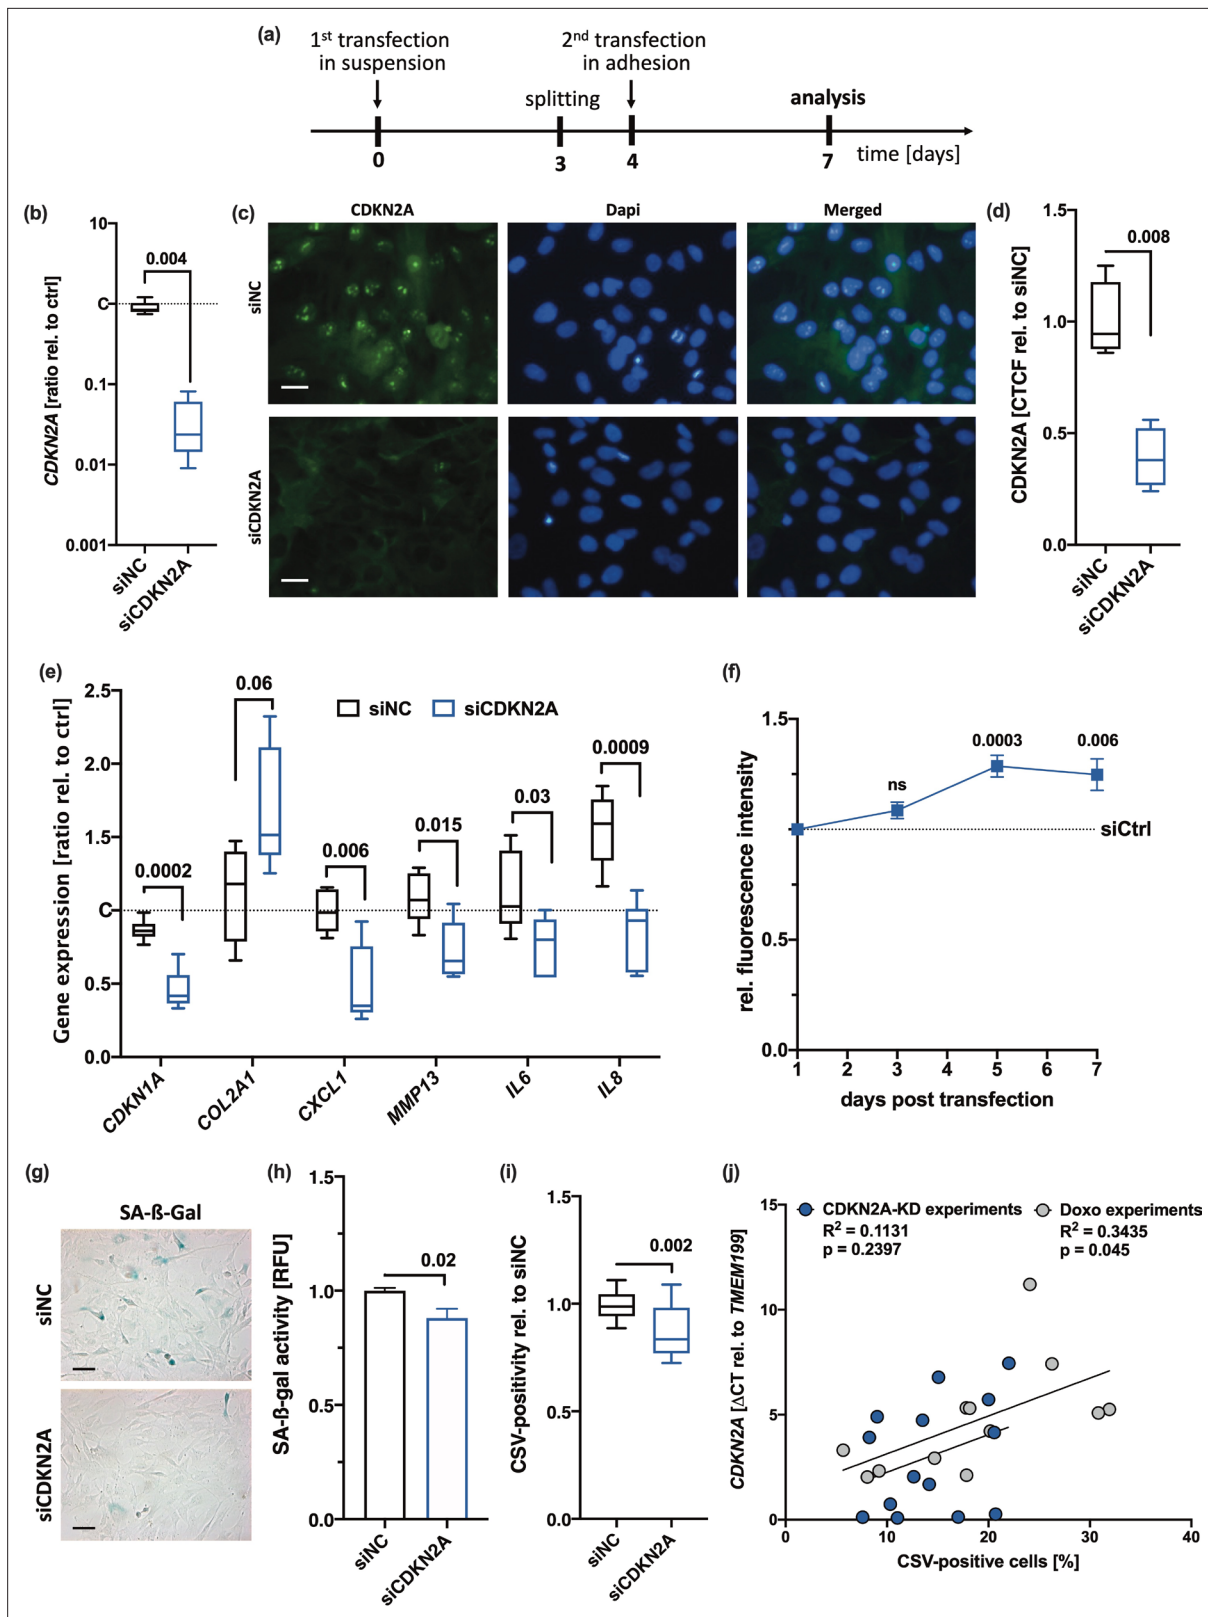 (a)
1st transfection
in suspension
2nd transfection
in adhesion
splitting
analysis
0
3
4
7
time [days]
(b)
CDKN2A [ratio rel. to ctrl]
10
C
0.1
0.01
0.001
0.004
siNC
siCDKN2A
(c)
CDKN2A
Dapi
Merged
siNC
siCDKN2A
(d)
CDKN2A [CTCF rel. to siNC]
1.5
1.0
0.5
0.0
0.008
siNC
siCDKN2A
(e)
Gene expression [ratio rel. to ctrl]
2.5
2.0
1.5
C
0.5
0.0
siNC
siCDKN2A
0.0002
0.06
0.006
0.015
0.03
0.0009
CDKN1A
COL2A1
CXCL1
MMP13
IL6
IL8
(f)
rel. fluorescence intensity
1.5
1.0
0.5
0.0
ns
0.0003
0.006
siCtrl
1 2 3 4 5 6 7
days post transfection
(g)
SA-ß-Gal
siNC
siCDKN2A
(h)
SA-ß-gal activity [RFU]
1.5
1.0
0.5
0.0
0.02
siNC
siCDKN2A
(i)
CSV-positivity rel. to siNC
1.5
1.0
0.5
0.0
0.002
siNC
siCDKN2A
(j)
CDKN2A [ΔCT rel. to TMEM199]
15
10
5
0
CDKN2A-KD experiments
R2 = 0.1131
p = 0.2397
Doxo experiments
R2 = 0.3435
p = 0.045
0 10 20 30 40
CSV-positive cells [%]